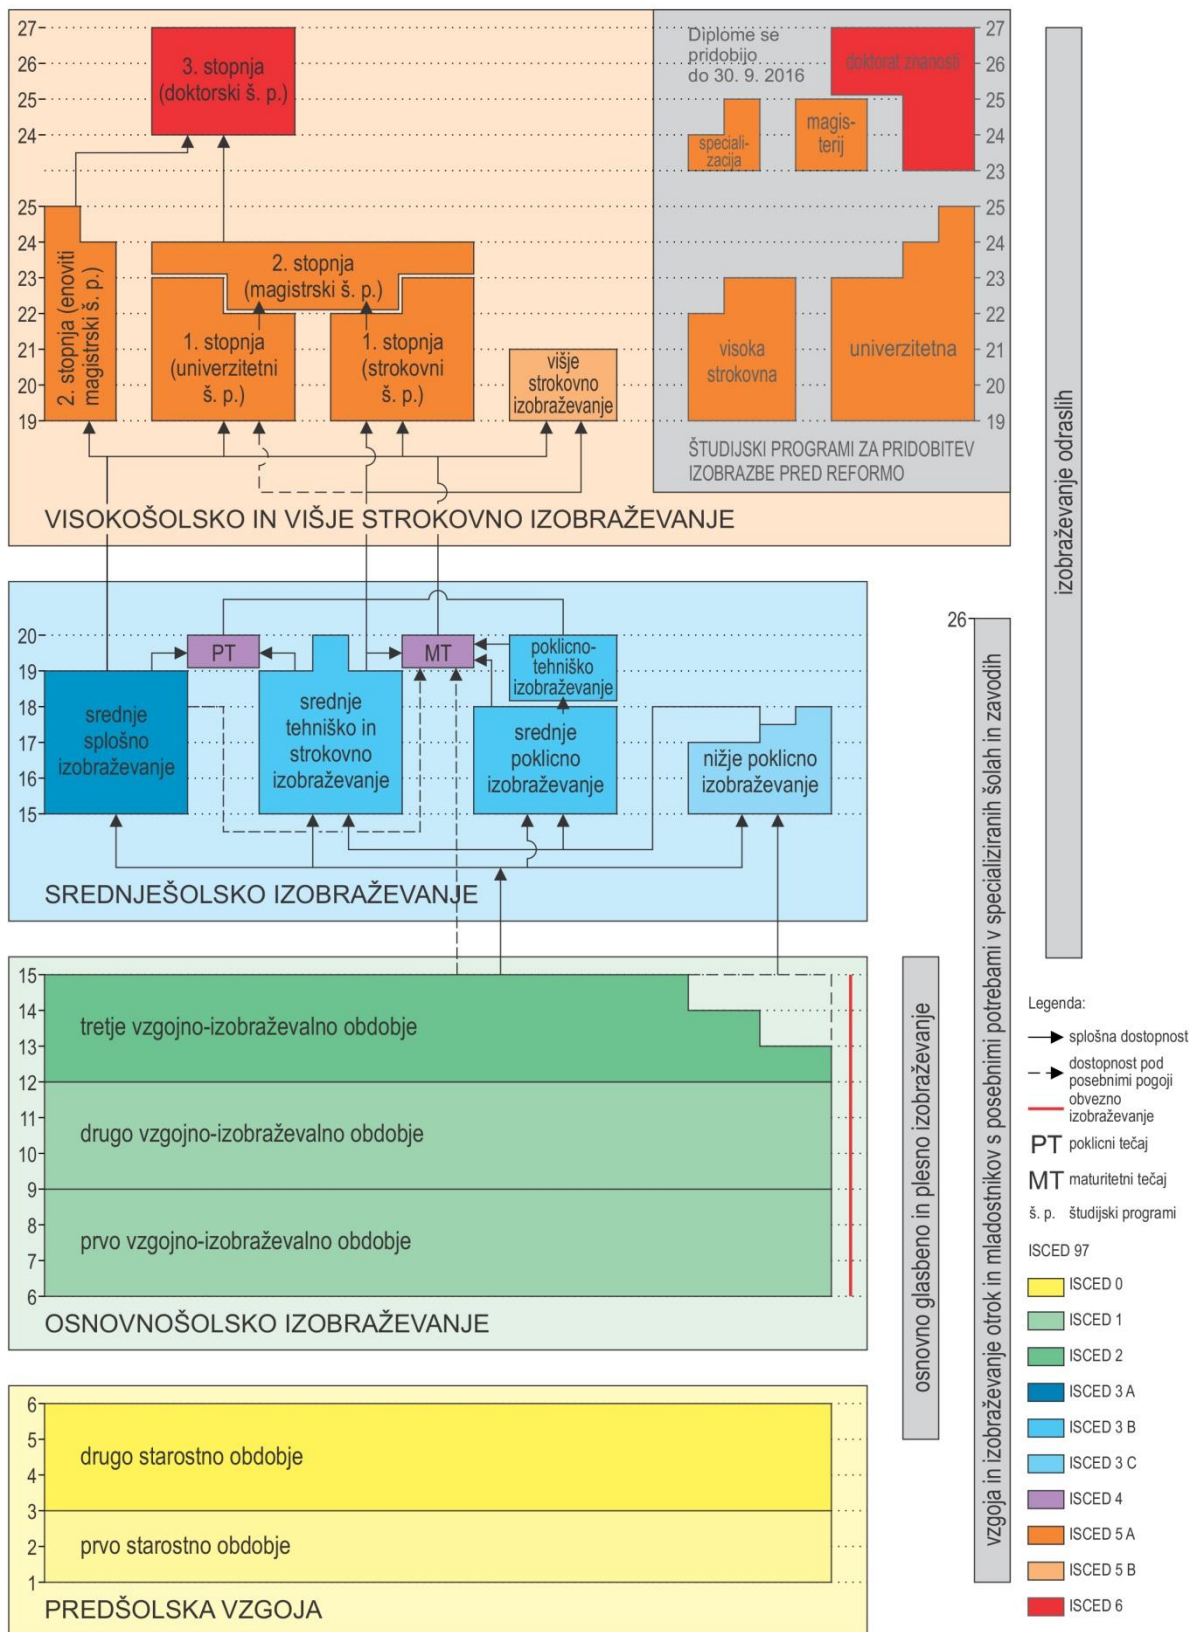 27
26
25
24
25
24
23
22
21
20
19
3. stopnja
(doktorski š. p.)
2. stopnja (enoviti
magistrski š. p.)
2. stopnja
(magistrski š. p.)
1. stopnja
(univerzitetni
š. p.)
1. stopnja
(strokovni
š. p.)
višje
strokovno
izobraževanje
Diplome se
pridobijo
do 30. 9. 2016
doktorat znanosti
speciali-
zacija
magis-
terij
visoka
strokovna
univerzitetna
27
26
25
24
23
25
24
23
22
21
20
19
ŠTUDIJSKI PROGRAMI ZA PRIDOBITEV
IZOBRAZBE PRED REFORMO
VISOKOŠOLSKO IN VIŠJE STROKOVNO IZOBRAŽEVANJE
izobraževanje odraslih
20
19
18
17
16
15
PT
MT
poklicno-
tehniško
izobraževanje
srednje
splošno
izobraževanje
srednje
tehniško in
strokovno
izobraževanje
srednje
poklicno
izobraževanje
nižje poklicno
izobraževanje
SREDNJEŠOLSKO IZOBRAŽEVANJE
26
vzgoja in izobraževanje otrok in mladostnikov s posebnimi potrebami v specializiranih šolah in zavodih
15
14
13
12
11
10
9
8
7
6
tretje vzgojno-izobraževalno obdobje
drugo vzgojno-izobraževalno obdobje
prvo vzgojno-izobraževalno obdobje
OSNOVNOŠOLSKO IZOBRAŽEVANJE
osnovno glasbeno in plesno izobraževanje
6
5
4
3
2
1
drugo starostno obdobje
prvo starostno obdobje
PREDŠOLSKA VZGOJA
Legenda:
splošna dostopnost
dostopnost pod
posebnimi pogoji
obvezno
izobraževanje
PT poklicni tečaj
MT maturitetni tečaj
š. p. študijski programi
ISCED 97
ISCED 0
ISCED 1
ISCED 2
ISCED 3 A
ISCED 3 B
ISCED 3 C
ISCED 4
ISCED 5 A
ISCED 5 B
ISCED 6